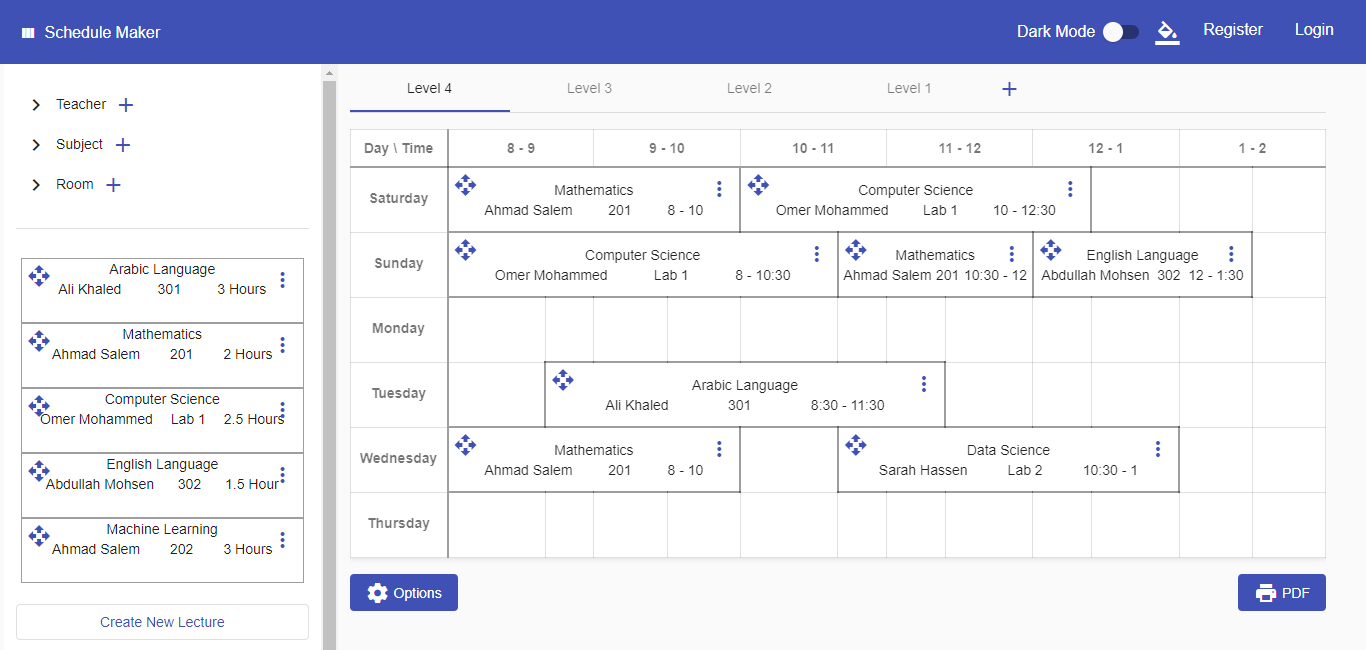 Schedule Maker
Dark Mode
Register
Login
Teacher
Subject
Room
Arabic Language
Ali Khaled 301 3 Hours
Mathematics
Ahmad Salem 201 2 Hours
Computer Science
Omer Mohammed Lab 1 2.5 Hours
English Language
Abdullah Mohsen 302 1.5 Hour
Machine Learning
Ahmad Salem 202 3 Hours
Create New Lecture
Level 4 Level 3 Level 2 Level 1 +
Day \ Time 8 - 9 9 - 10 10 - 11 11 - 12 12 - 1 1 - 2
Saturday
Mathematics
Ahmad Salem 201 8 - 10
Computer Science
Omer Mohammed Lab 1 10 - 12:30
Sunday
Computer Science
Omer Mohammed Lab 1 8 - 10:30
Mathematics
Ahmad Salem 201 10:30 - 12
English Language
Abdullah Mohsen 302 12 - 1:30
Monday
Tuesday
Arabic Language
Ali Khaled 301 8:30 - 11:30
Wednesday
Mathematics
Ahmad Salem 201 8 - 10
Data Science
Sarah Hassen Lab 2 10:30 - 1
Thursday
Options
PDF